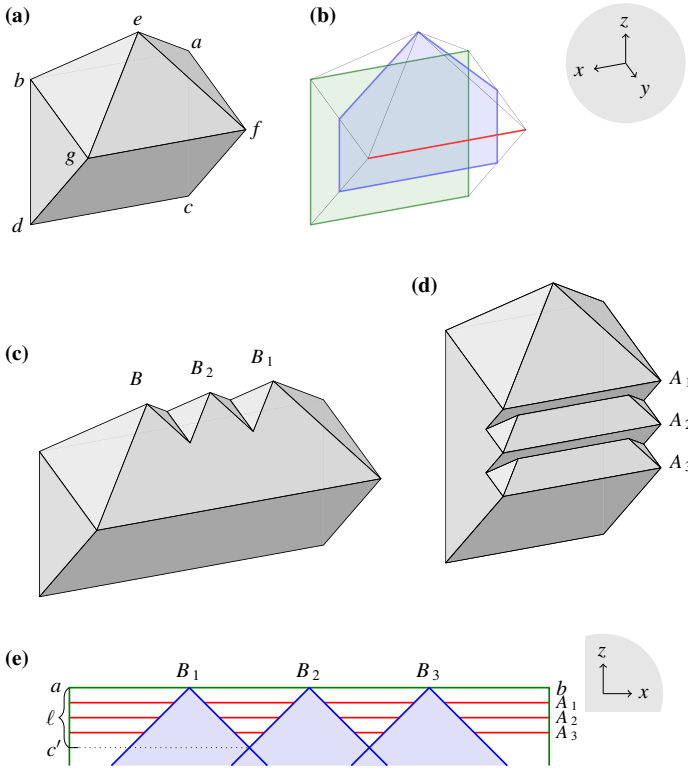 (a)
e
a
b
g
f
d
c
(b)
z
x
y
(c)
B
B2
B1
(d)
A1
A2
A3
(e)
z
x
B1 B2 B3
a b
A1
ℓ A2
c′ A3